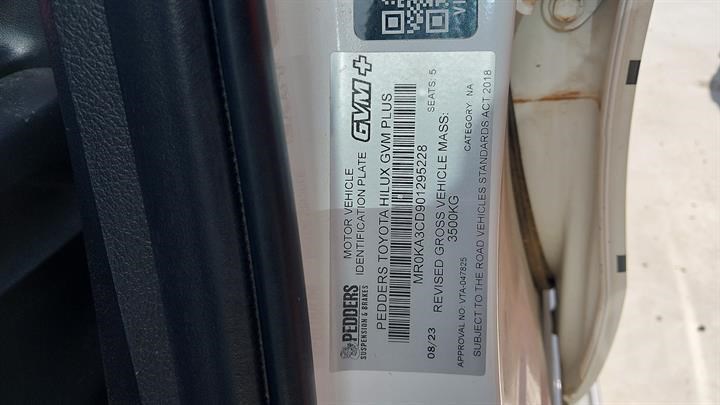 PEDDERS
SUSPENSION & BRAKES
MOTOR VEHICLE
IDENTIFICATION PLATE
GVM+
PEDDERS TOYOTA HILUX GVM PLUS
MR0KA3CD901295228
08/23
SEATS: 5
REVISED GROSS VEHICLE MASS:
3500KG
APPROVAL NO: VTA-047825
CATEGORY: NA
SUBJECT TO THE ROAD VEHICLES STANDARDS ACT 2018